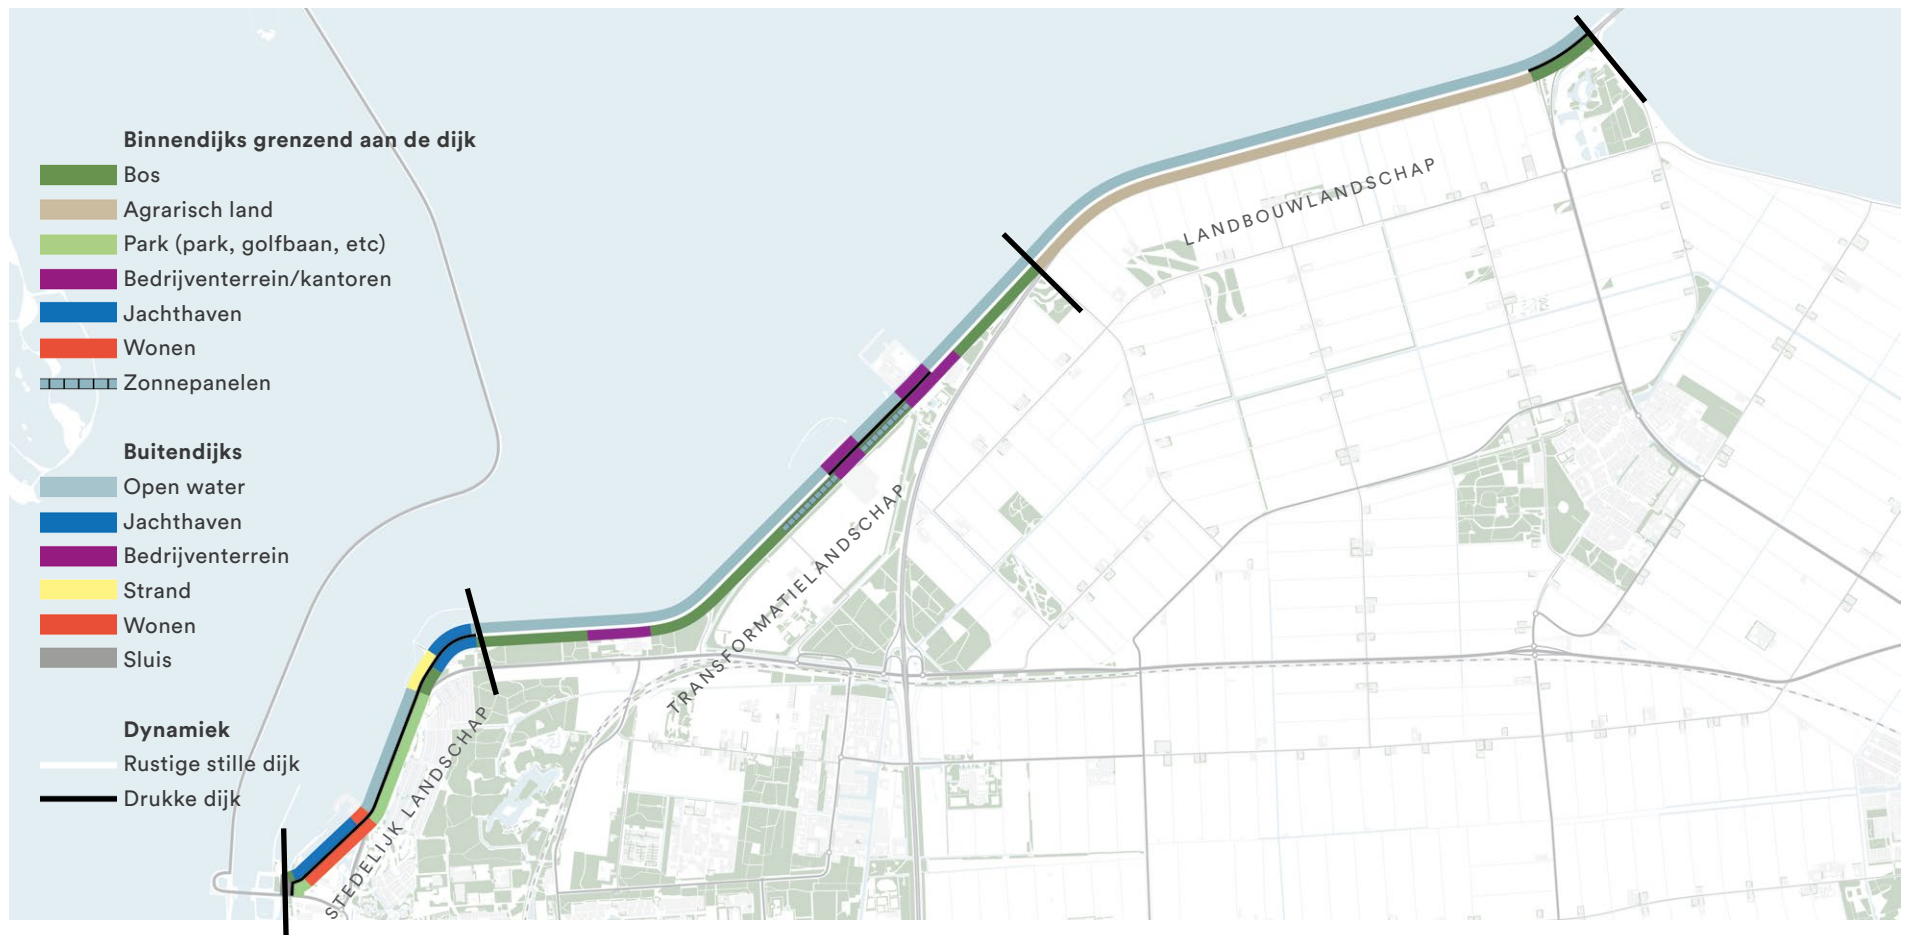 Binnendijks grenzend aan de dijk
Bos
Agrarisch land
Park (park, golfbaan, etc)
Bedrijventerrein/kantoren
Jachthaven
Wonen
Zonnepanelen
Buitendijks
Open water
Jachthaven
Bedrijventerrein
Strand
Wonen
Sluis
Dynamiek
Rustige stille dijk
Drukke dijk
STEDELIJK LANDSCHAP
TRANSFORMATIELANDSCHAP
LANDBOUWLANDSCHAP